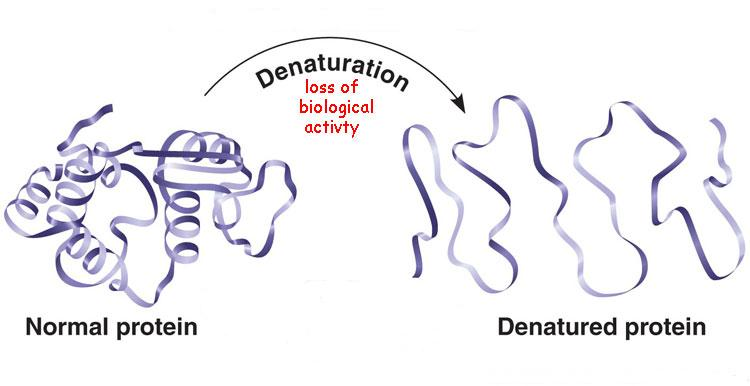 Denaturation
loss of
biological
activty
Normal protein
Denatured protein